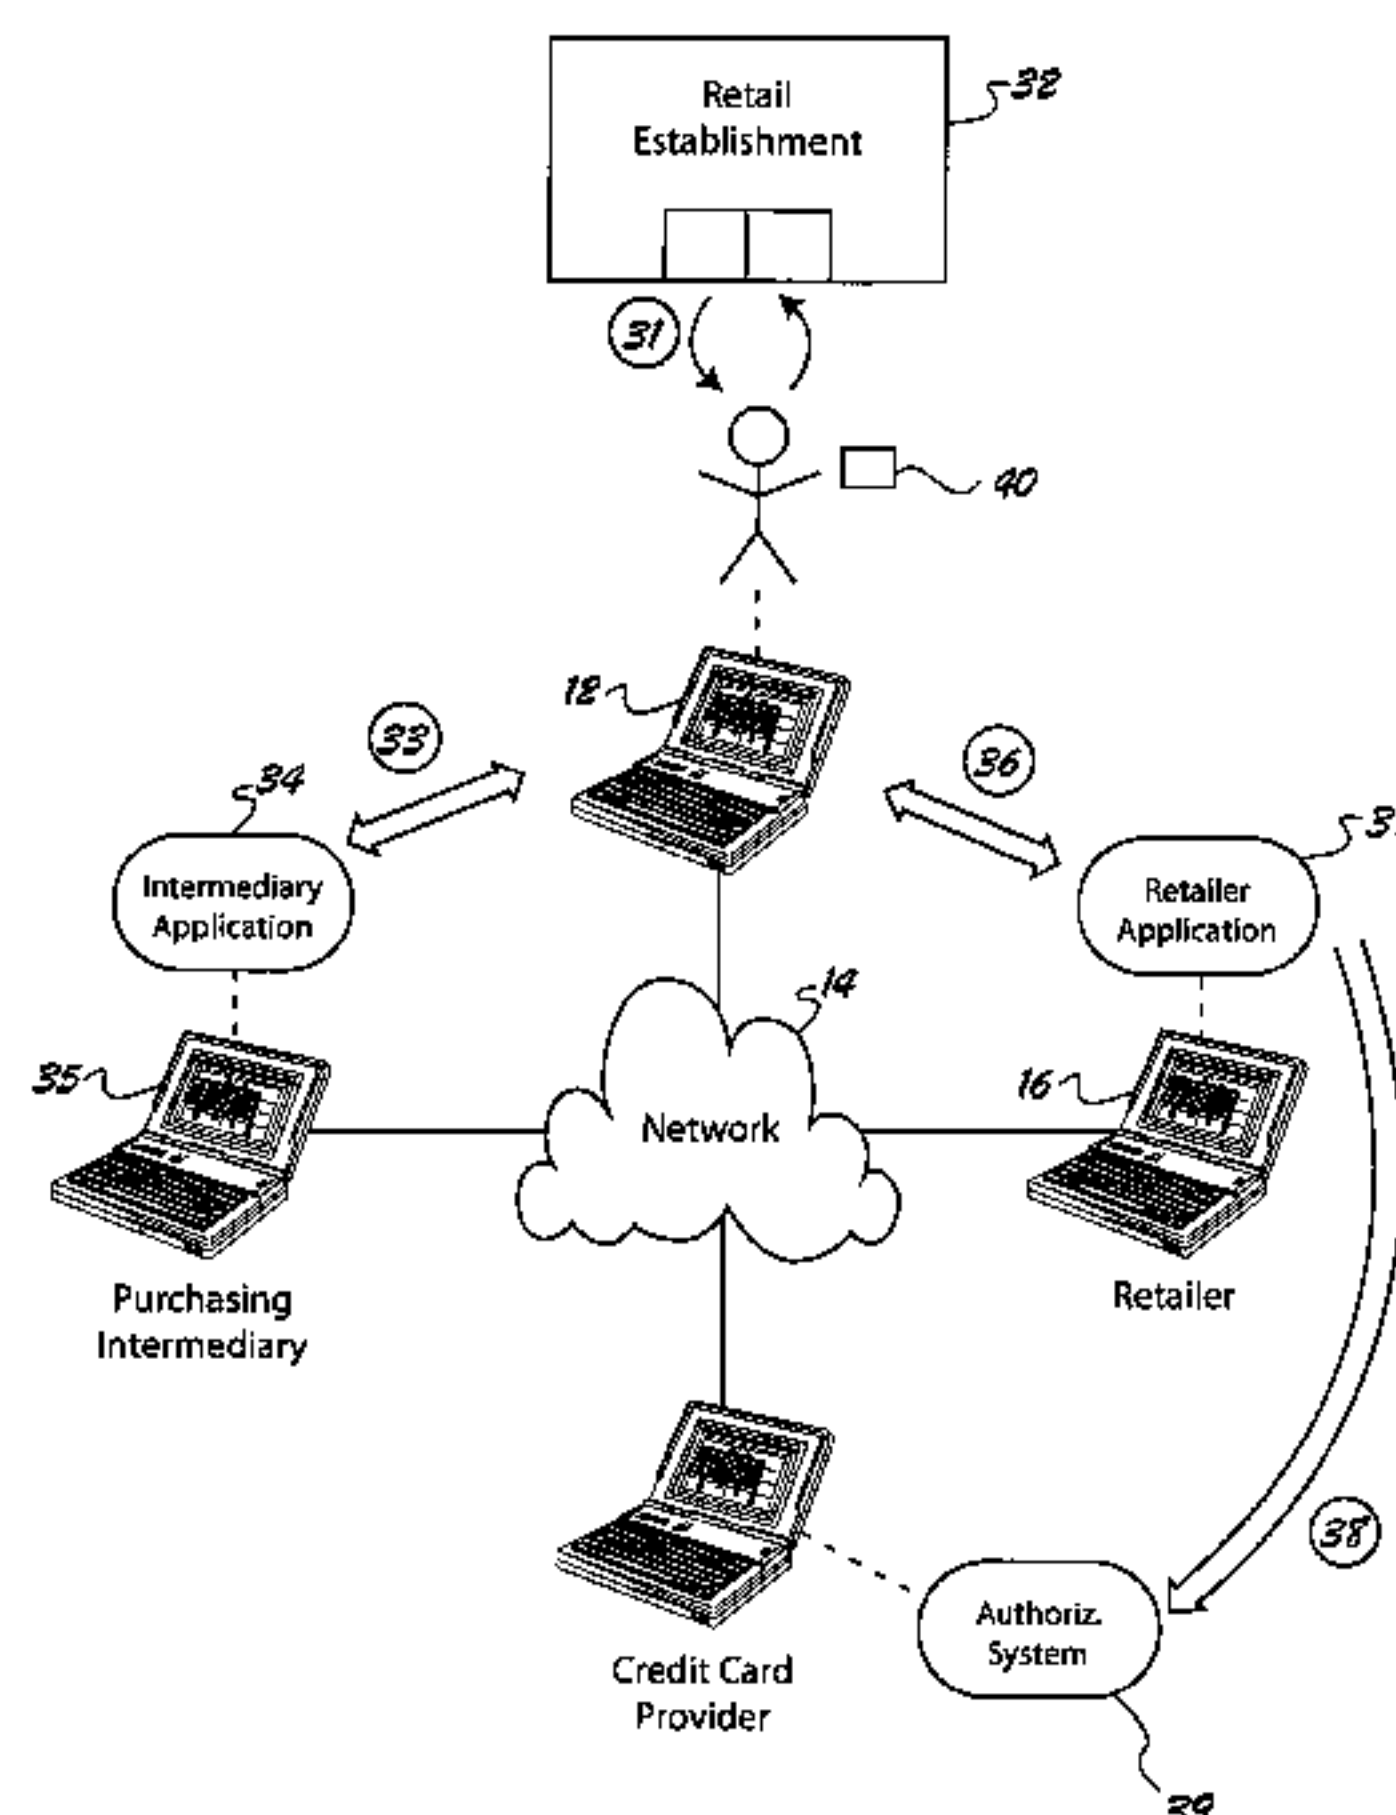 Retail
Establishment
32
31
40
12
33
36
34
Intermediary
Application
Retailer
Application
14
35
Network
16
Purchasing
Intermediary
Retailer
38
Authoriz.
System
Credit Card
Provider